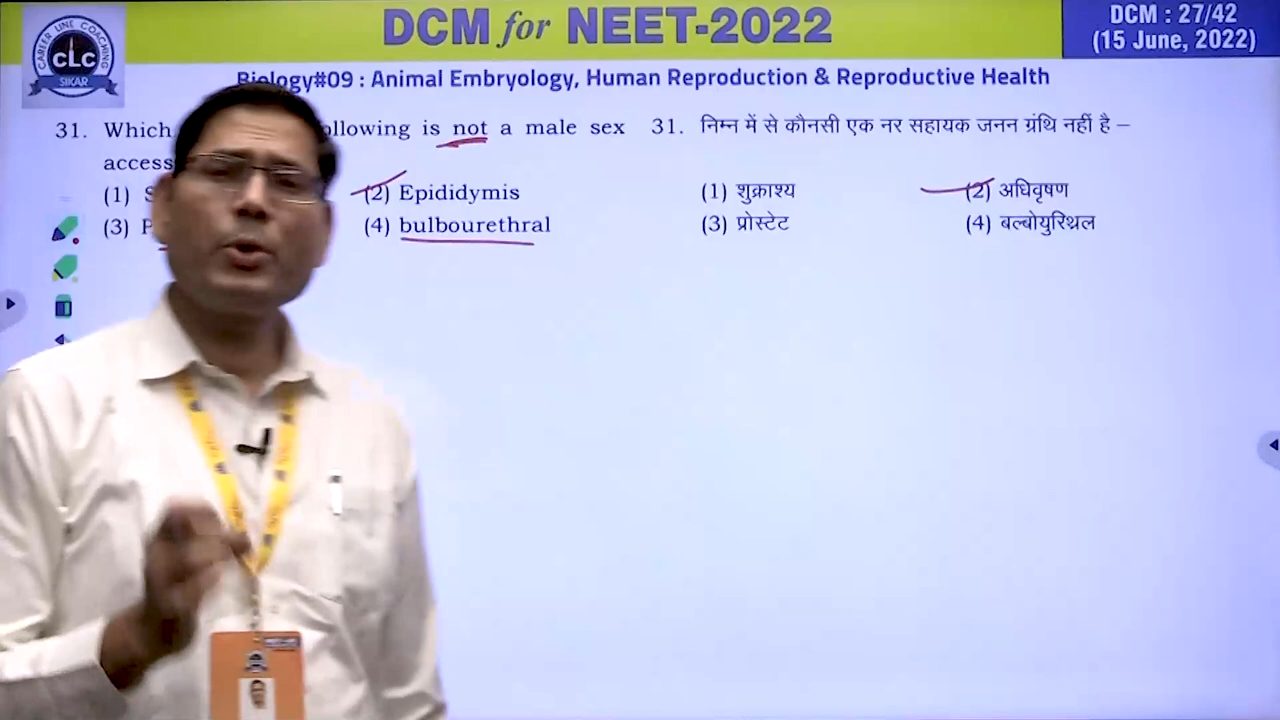 DCM for NEET-2022
DCM : 27/42
(15 June, 2022)
CAREER LINE COACHING
CLC
SIKAR
Biology#09 : Animal Embryology, Human Reproduction & Reproductive Health
31. Which ollowing is not a male sex
access
(1) S
(2) Epididymis
(3) P
(4) bulbourethral
31. निम्न में से कौनसी एक नर सहायक जनन ग्रंथि नहीं है –
(1) शुक्राश्य
(2) अधिवृषण
(3) प्रोस्टेट
(4) बल्बोयुरिथ्रल